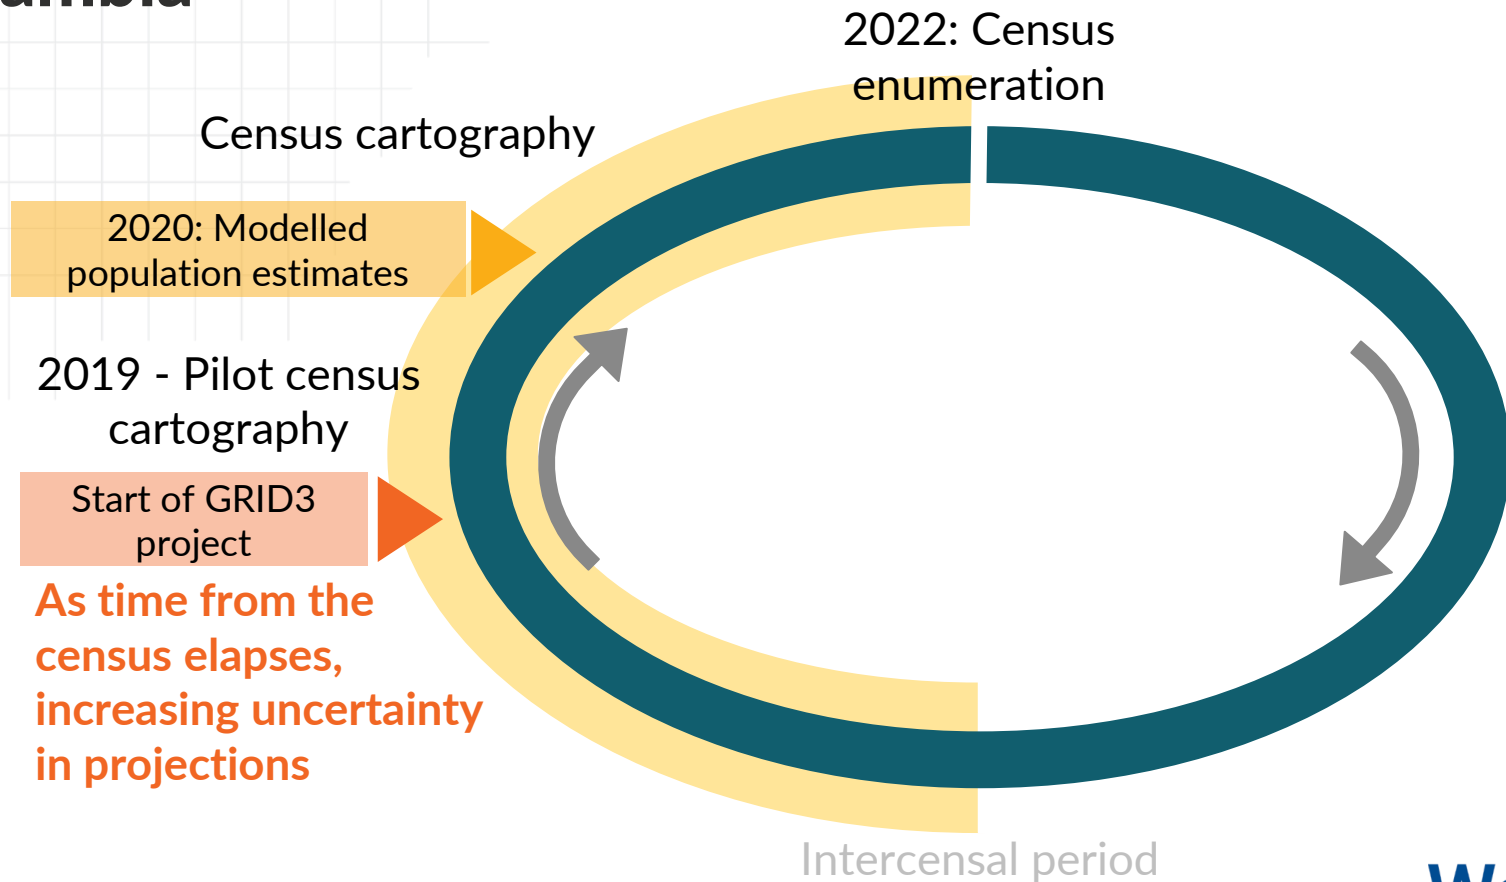 2022: Census
enumeration
Census cartography
2020: Modelled
population estimates
2019 - Pilot census
cartography
Start of GRID3
project
As time from the
census elapses,
increasing uncertainty
in projections
Intercensal period